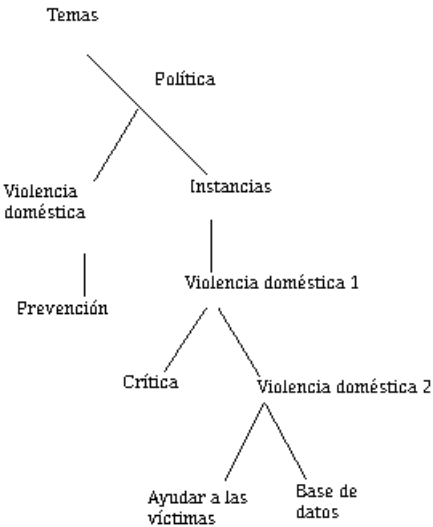 Temas
Política
Violencia
doméstica
Instancias
Violencia doméstica 1
Prevención
Crítica
Violencia doméstica 2
Ayudar a las
víctimas
Base de
datos